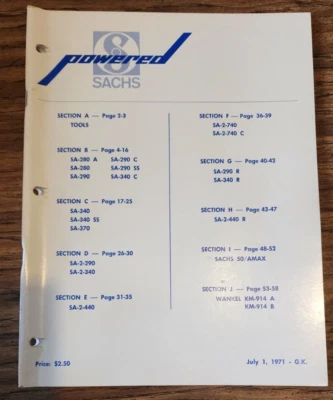 powered
SACHS
SECTION A — Page 2-3
TOOLS
SECTION B — Page 4-16
SA-280 A SA-290 C
SA-280 SA-290 SS
SA-290 SA-340 C
SECTION C — Page 17-25
SA-340
SA-340 SS
SA-370
SECTION D — Page 26-30
SA-2-290
SA-2-340
SECTION E — Page 31-35
SA-2-440
SECTION F — Page 36-39
SA-2-740
SA-2-740 C
SECTION G — Page 40-42
SA-290 R
SA-340 R
SECTION H — Page 43-47
SA-2-440 R
SECTION I — Page 48-52
SACHS 50/AMAX
SECTION J — Page 53-58
WANKEL KM-914 A
KM-914 B
Price: $2.50
July 1, 1971 - G.K.